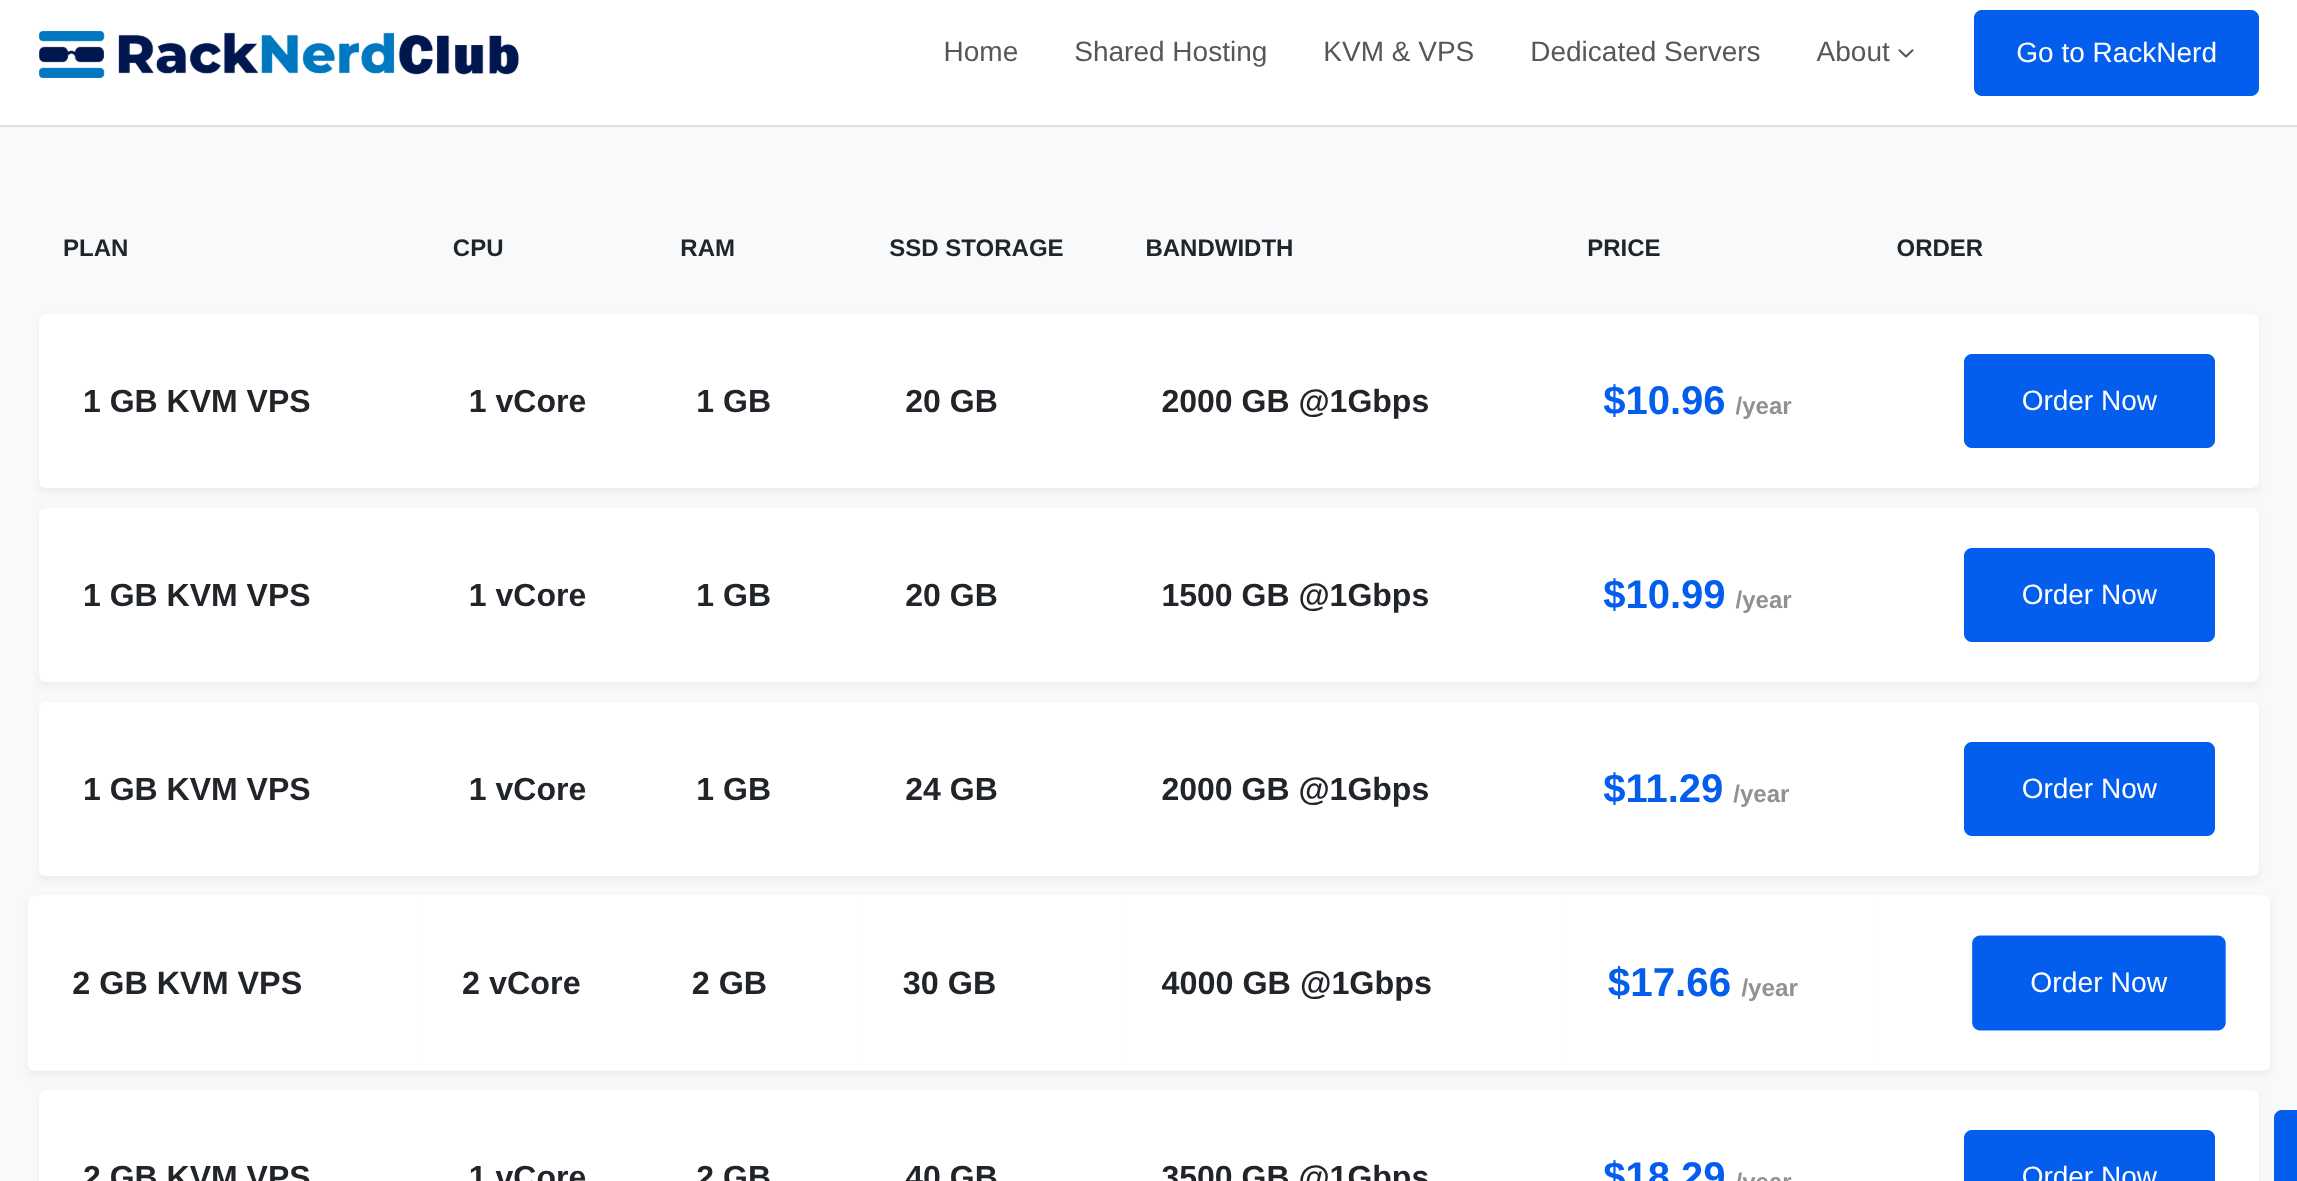 RackNerdClub
Home Shared Hosting KVM & VPS Dedicated Servers About Go to RackNerd
PLAN CPU RAM SSD STORAGE BANDWIDTH PRICE ORDER
1 GB KVM VPS 1 vCore 1 GB 20 GB 2000 GB @1Gbps $10.96 /year Order Now
1 GB KVM VPS 1 vCore 1 GB 20 GB 1500 GB @1Gbps $10.99 /year Order Now
1 GB KVM VPS 1 vCore 1 GB 24 GB 2000 GB @1Gbps $11.29 /year Order Now
2 GB KVM VPS 2 vCore 2 GB 30 GB 4000 GB @1Gbps $17.66 /year Order Now
2 GB KVM VPS 1 vCore 2 GB 40 GB 3500 GB @1Gbps $18.29 /year Order Now